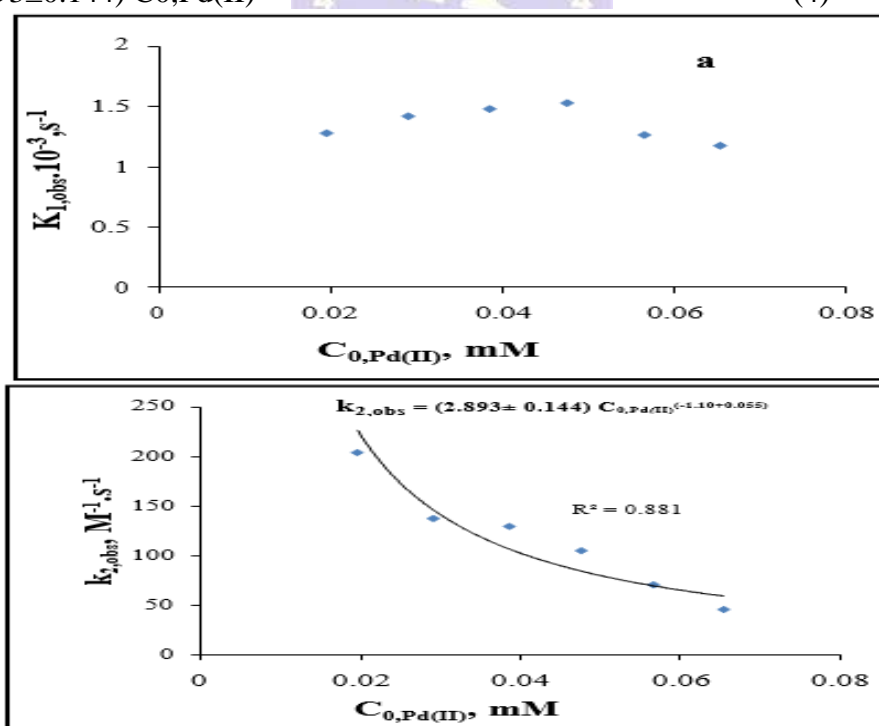 5±0.144) C0,Pd(II) (4)
a
2
1.5
1
0.5
0
K1,obs.10-3,s-1
0 0.02 0.04 0.06 0.08
C0,Pd(II), mM
k2,obs = (2.893± 0.144) C0,Pd(II)(-1.10+0.055)
R² = 0.881
250
200
150
100
50
0
k2,obs, M-1.s-1
0 0.02 0.04 0.06 0.08
C0,Pd(II), mM